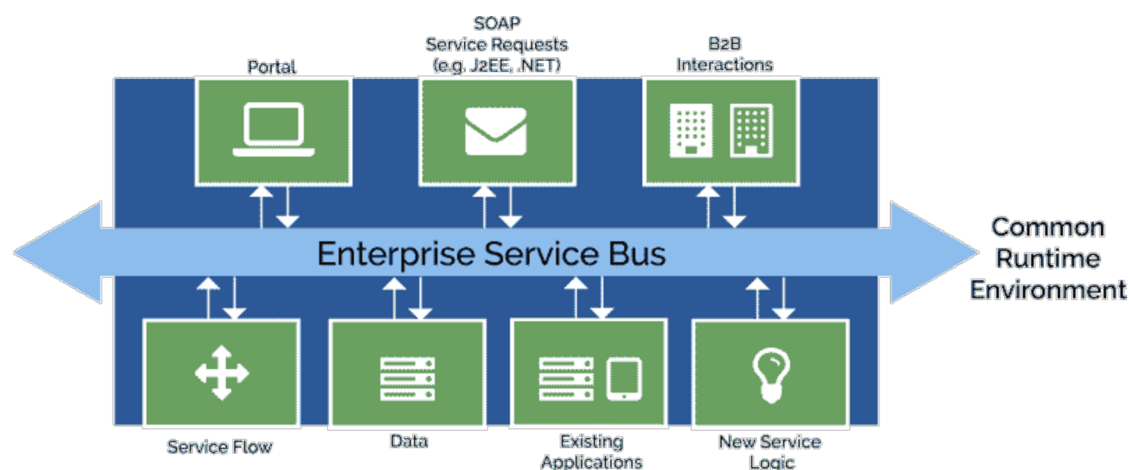 Portal
SOAP
Service Requests
(e.g. J2EE, .NET)
B2B
Interactions
Enterprise Service Bus
Common
Runtime
Environment
Service Flow
Data
Existing
Applications
New Service
Logic